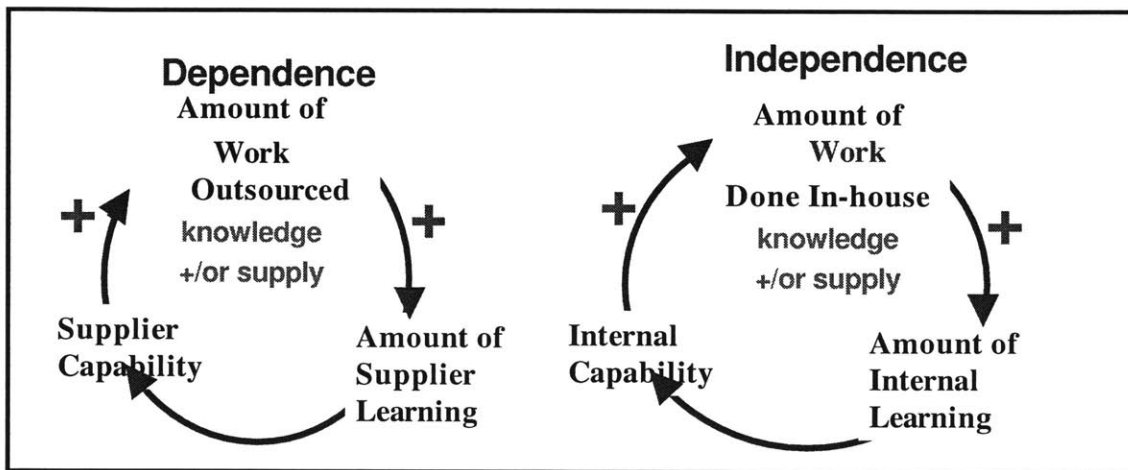 Dependence
Amount of
Work
Outsourced
knowledge
+/or supply
+
+
Supplier
Capability
Amount of
Supplier
Learning
Independence
Amount of
Work
Done In-house
knowledge
+/or supply
+
+
Internal
Capability
Amount of
Internal
Learning